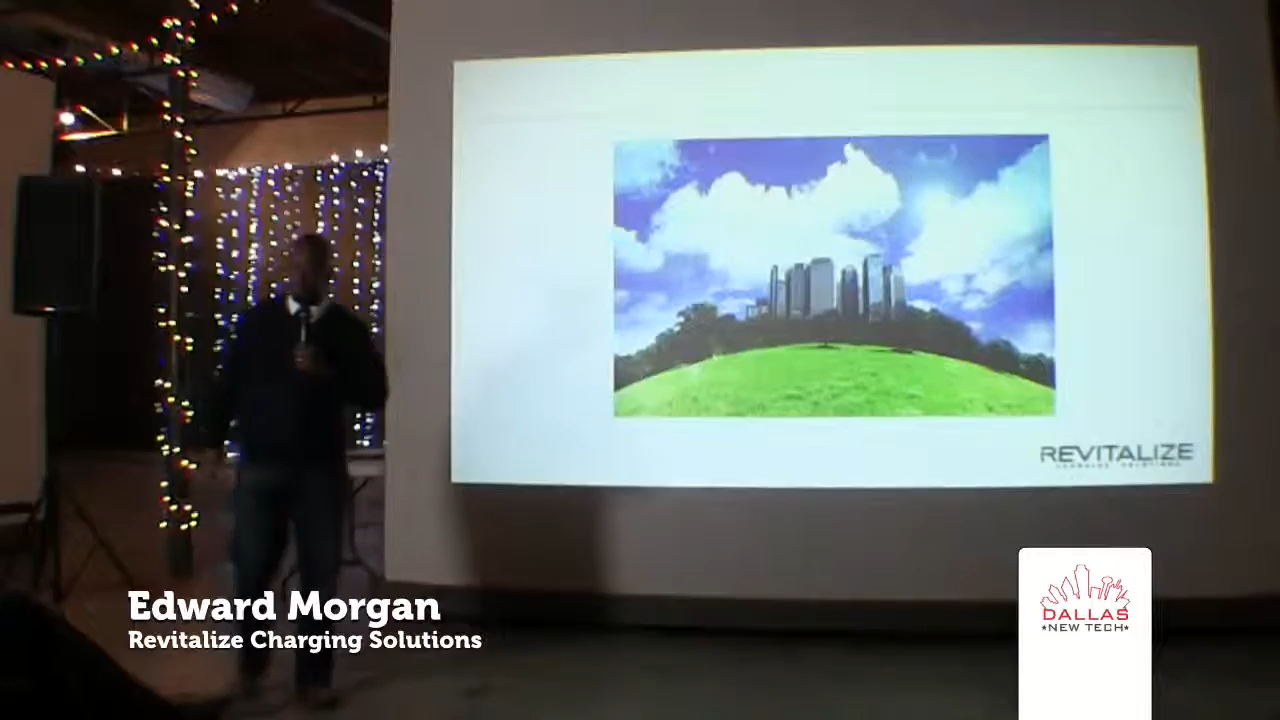 REVITALIZE
Edward Morgan
Revitalize Charging Solutions
DALLAS
★NEW TECH★